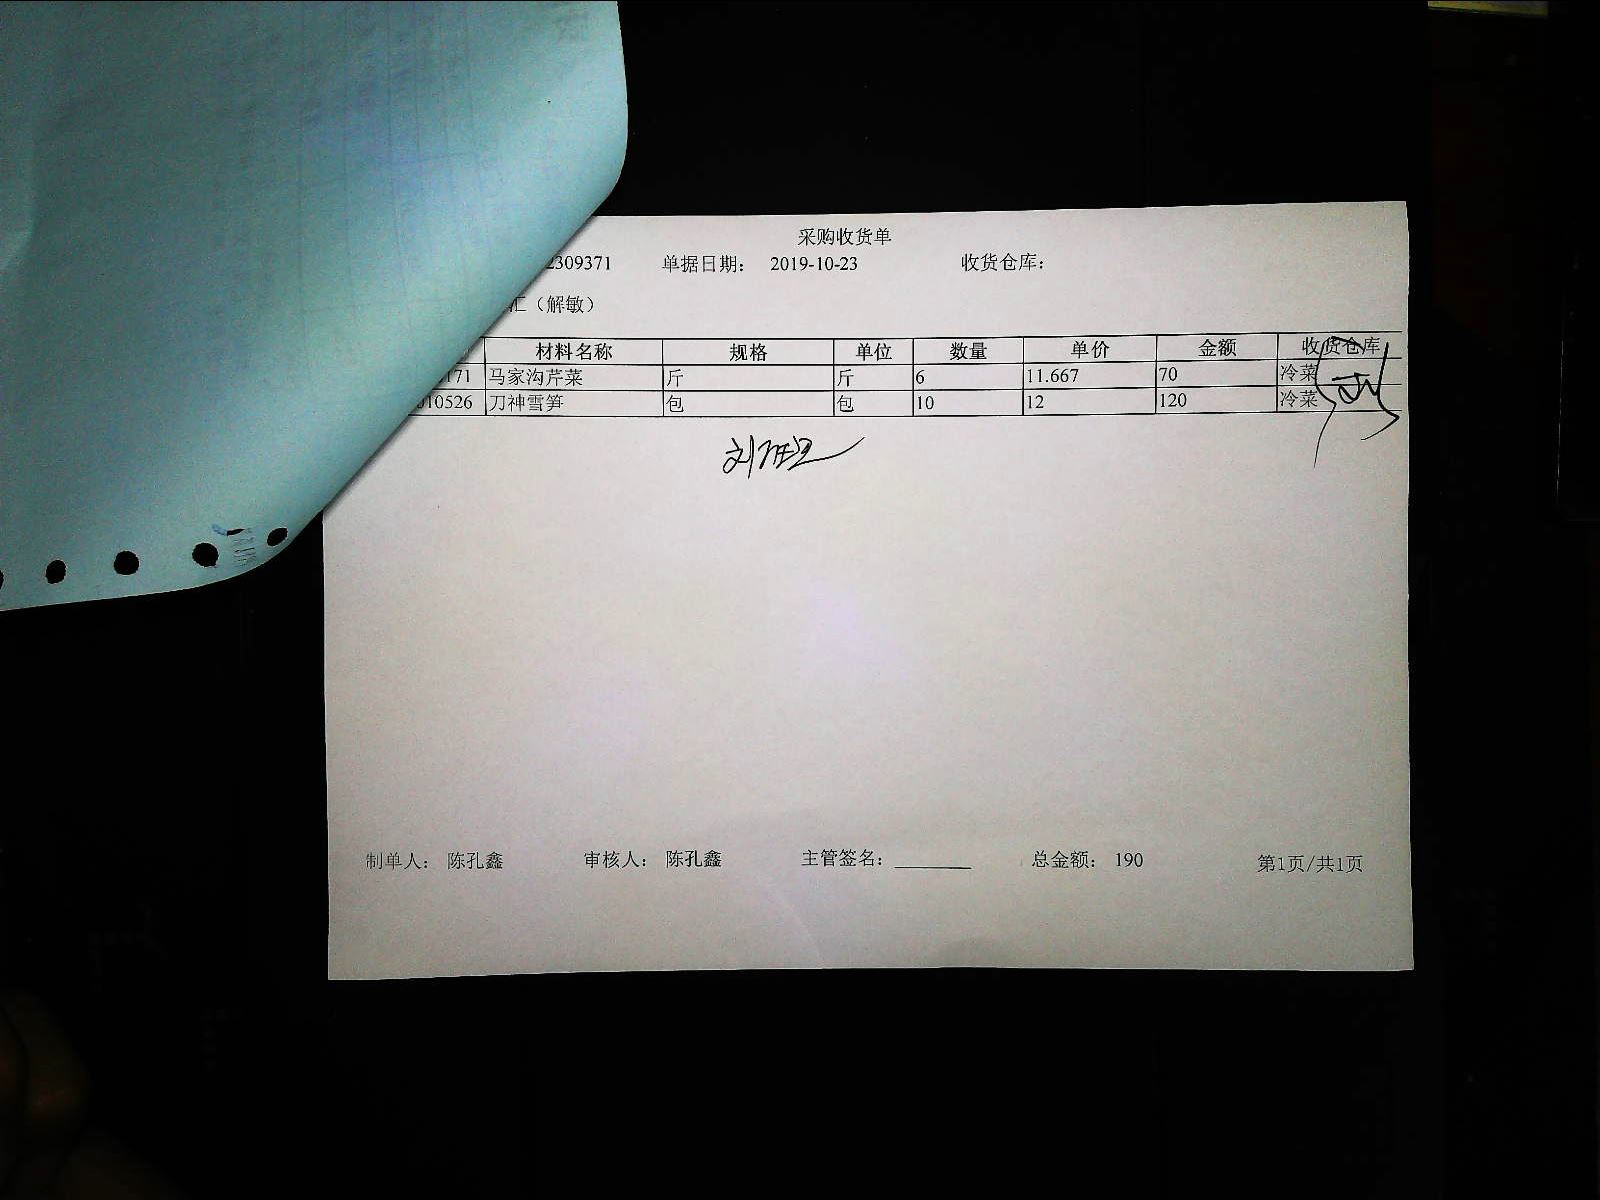 采购收货单
2309371 单据日期： 2019-10-23 收货仓库：
汇（解敏）
材料名称 规格 单位 数量 单价 金额 收货仓库
171 马家沟芹菜 斤 斤 6 11.667 70 冷菜
010526 刀神雪笋 包 包 10 12 120 冷菜
制单人： 陈孔鑫 审核人： 陈孔鑫 主管签名： 总金额： 190 第1页/共1页